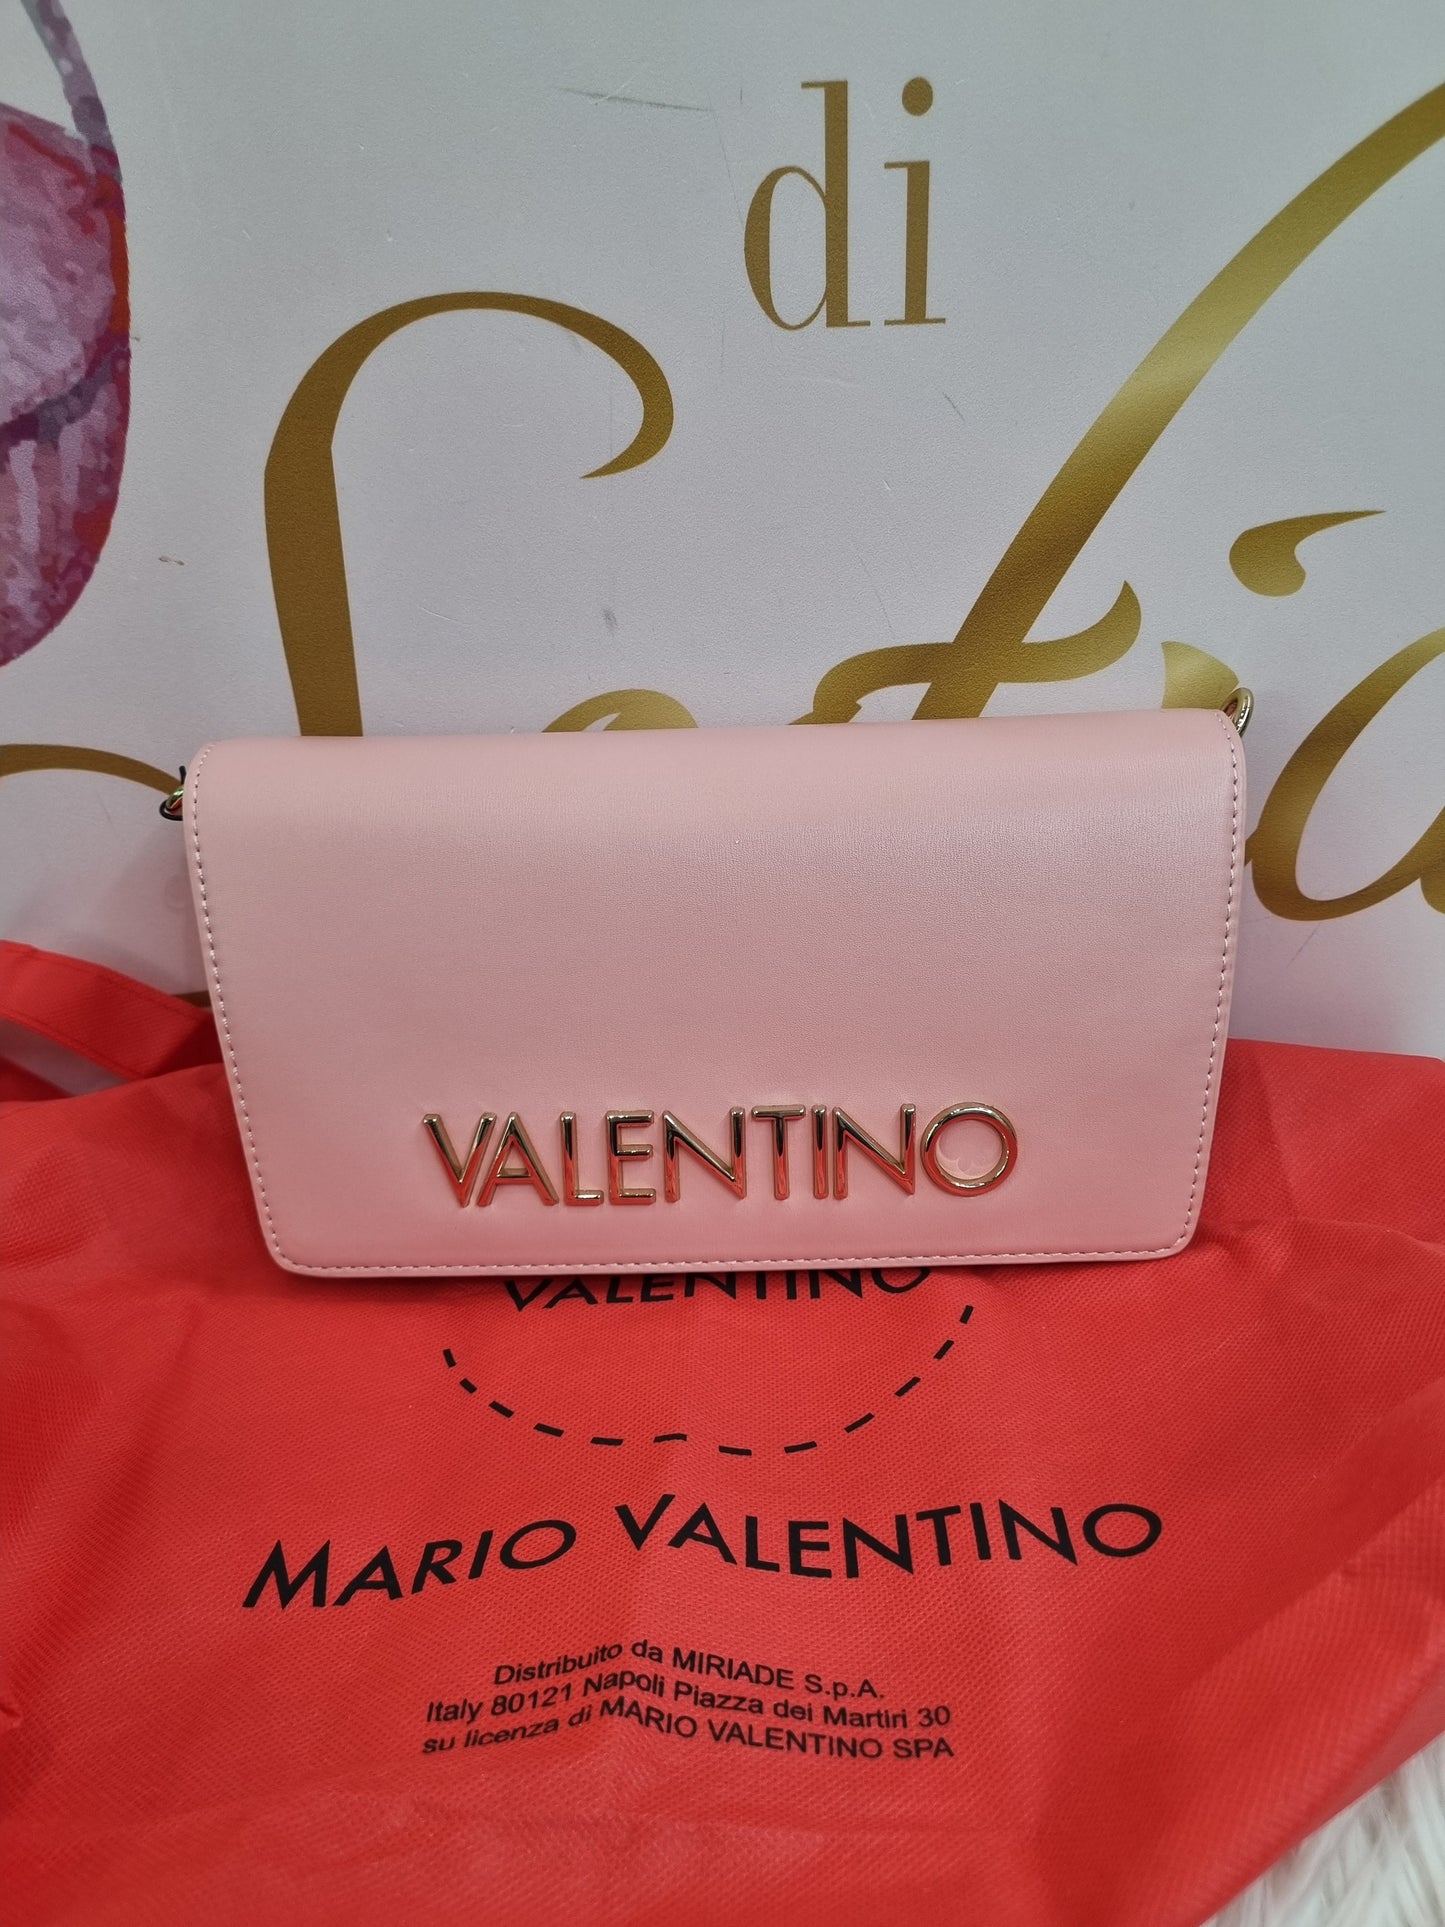 di
VALENTINO
VALENTINO
MARIO VALENTINO
Distribuito da MIRIADE S.p.A.
Italy 80121 Napoli Piazza dei Martiri 30
su licenza di MARIO VALENTINO SPA